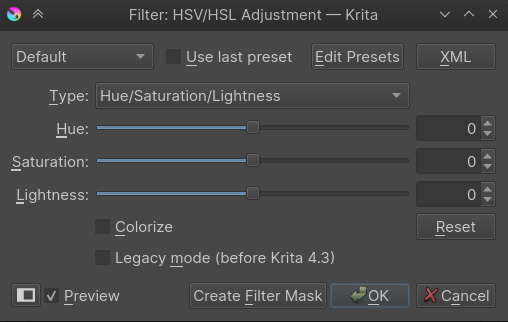 Filter: HSV/HSL Adjustment — Krita
Default Use last preset Edit Presets XML
Type: Hue/Saturation/Lightness
Hue: 0
Saturation: 0
Lightness: 0
Colorize Reset
Legacy mode (before Krita 4.3)
Preview Create Filter Mask OK Cancel